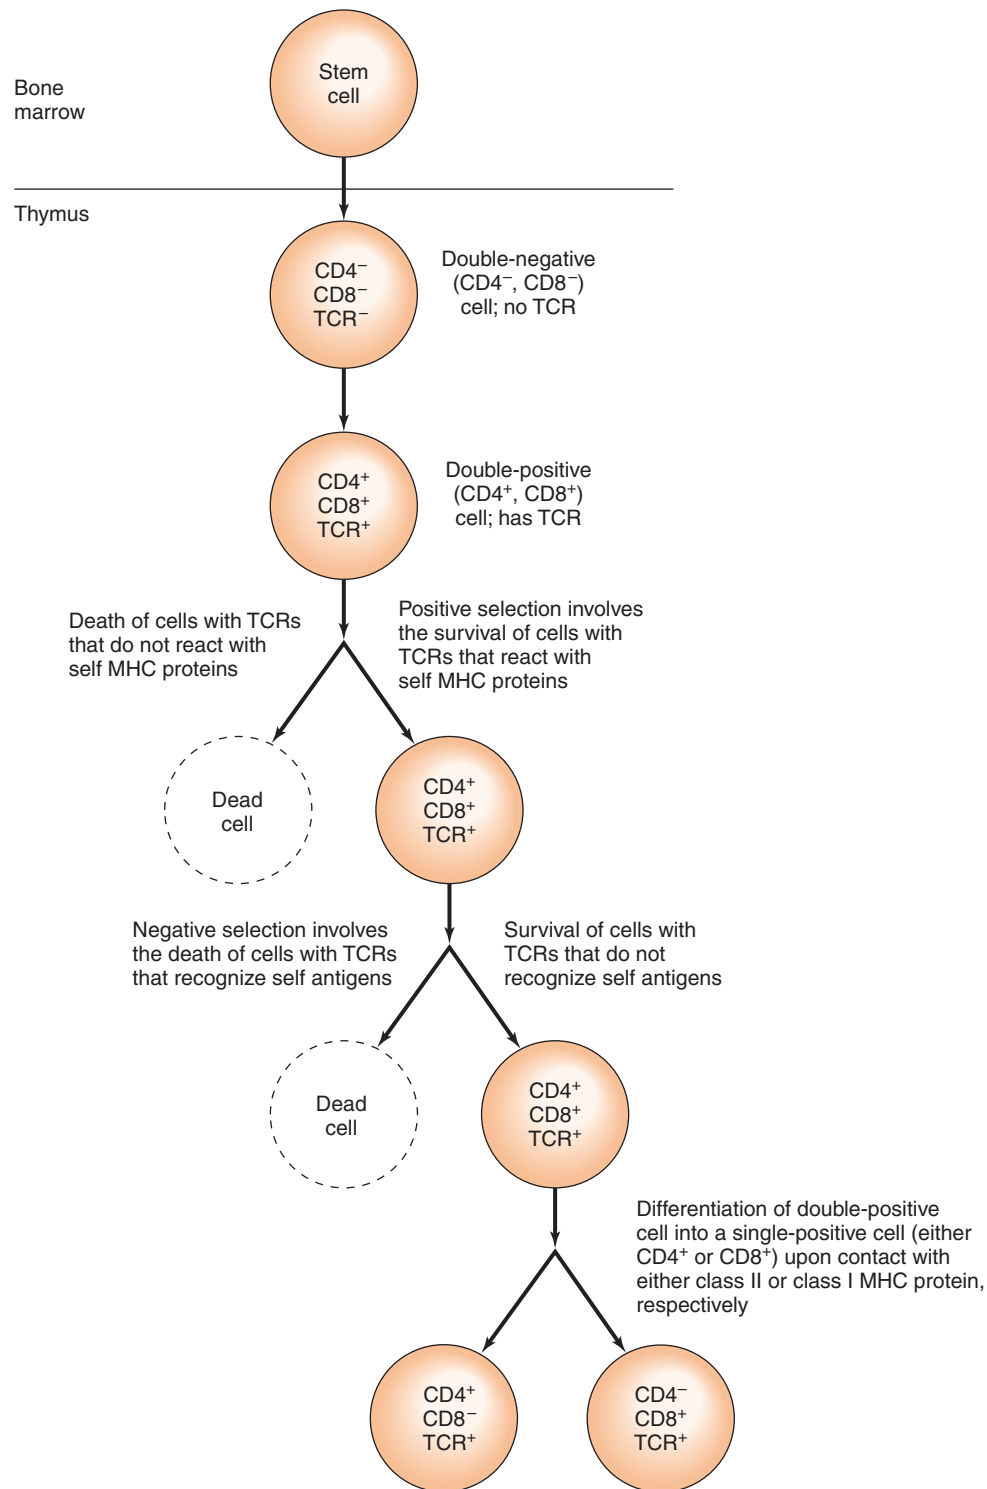 Bone
marrow
Stem
cell
Thymus
CD4⁻
CD8⁻
TCR⁻
Double-negative
(CD4⁻, CD8⁻)
cell; no TCR
CD4⁺
CD8⁺
TCR⁺
Double-positive
(CD4⁺, CD8⁺)
cell; has TCR
Death of cells with TCRs
that do not react with
self MHC proteins
Positive selection involves
the survival of cells with
TCRs that react with
self MHC proteins
Dead
cell
CD4⁺
CD8⁺
TCR⁺
Negative selection involves
the death of cells with TCRs
that recognize self antigens
Survival of cells with
TCRs that do not
recognize self antigens
Dead
cell
CD4⁺
CD8⁺
TCR⁺
Differentiation of double-positive
cell into a single-positive cell (either
CD4⁺ or CD8⁺) upon contact with
either class II or class I MHC protein,
respectively
CD4⁺
CD8⁻
TCR⁺
CD4⁻
CD8⁺
TCR⁺